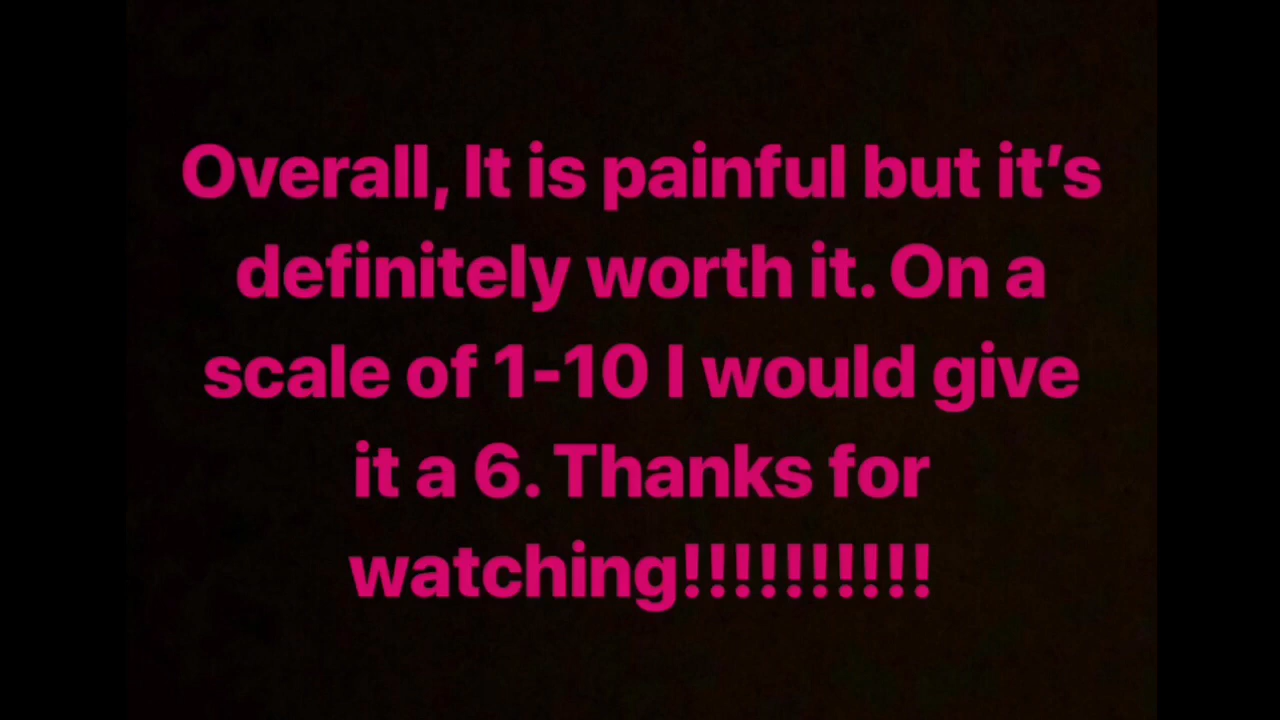 Overall, It is painful but it’s
definitely worth it. On a
scale of 1-10 I would give
it a 6. Thanks for
watching!!!!!!!!!!